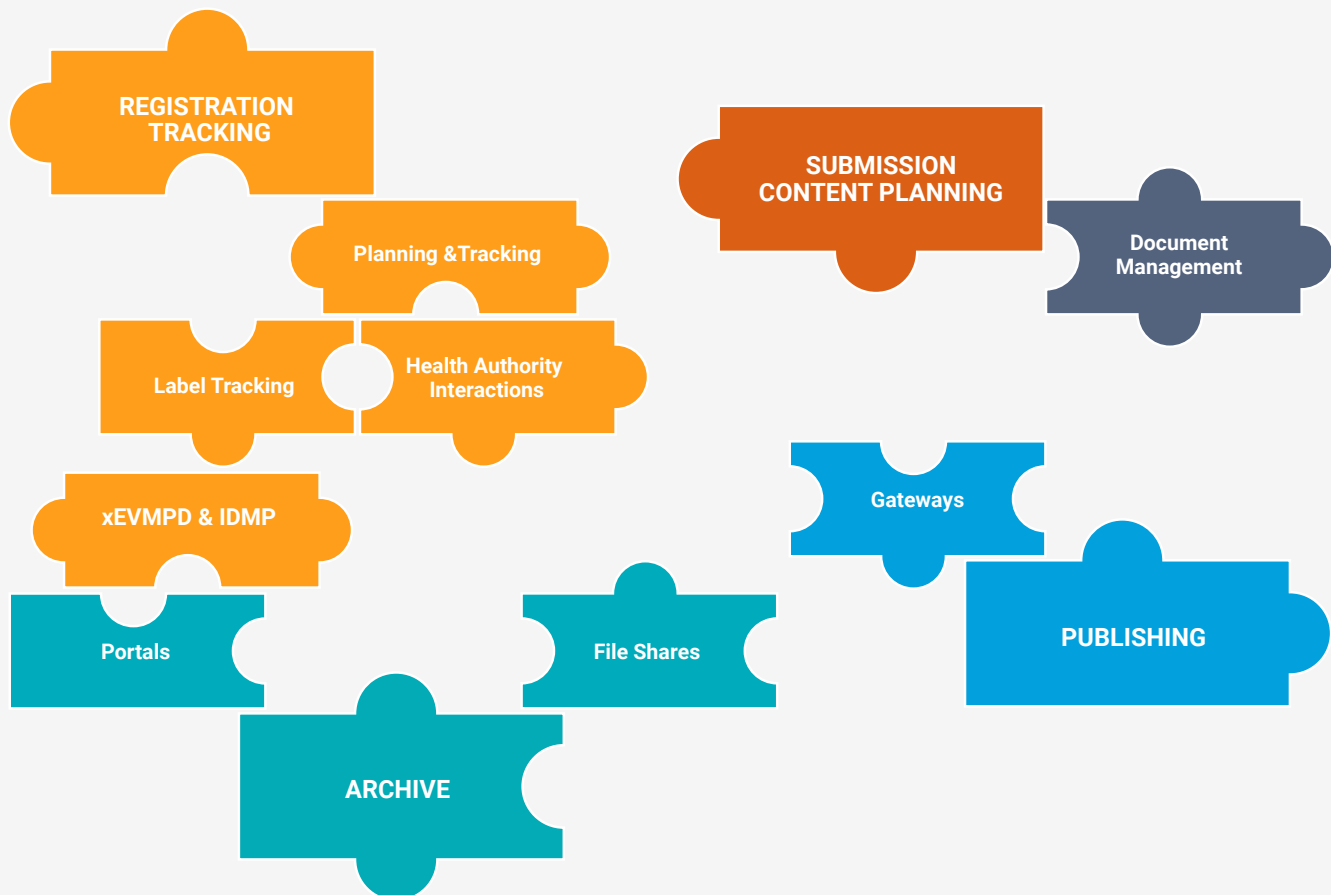 REGISTRATION
TRACKING
SUBMISSION
CONTENT PLANNING
Planning &Tracking
Document
Management
Label Tracking
Health Authority
Interactions
xEVMPD & IDMP
Gateways
Portals
File Shares
PUBLISHING
ARCHIVE